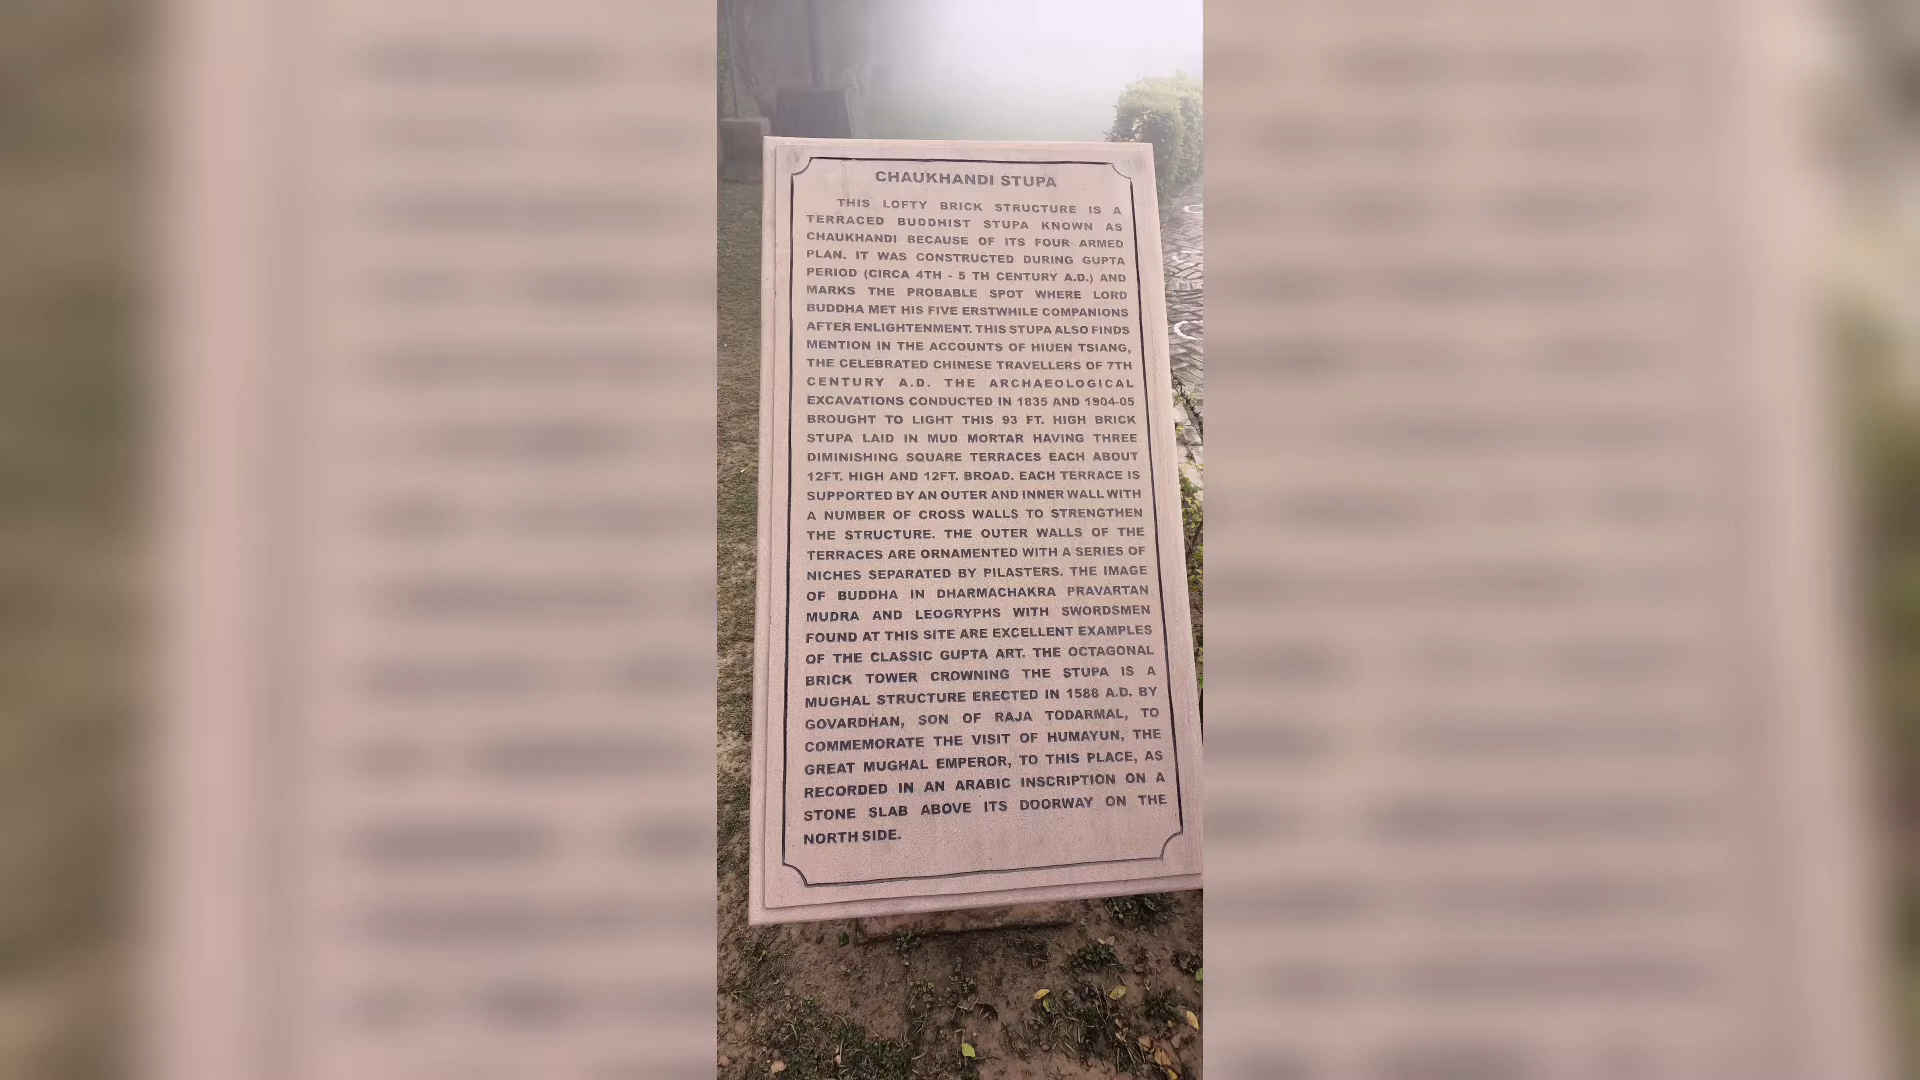 CHAUKHANDI STUPA
THIS LOFTY BRICK STRUCTURE IS A
TERRACED BUDDHIST STUPA KNOWN AS
CHAUKHANDI BECAUSE OF ITS FOUR ARMED
PLAN. IT WAS CONSTRUCTED DURING GUPTA
PERIOD (CIRCA 4TH - 5 TH CENTURY A.D.) AND
MARKS THE PROBABLE SPOT WHERE LORD
BUDDHA MET HIS FIVE ERSTWHILE COMPANIONS
AFTER ENLIGHTENMENT. THIS STUPA ALSO FINDS
MENTION IN THE ACCOUNTS OF HIUEN TSIANG,
THE CELEBRATED CHINESE TRAVELLERS OF 7TH
CENTURY A.D. THE ARCHAEOLOGICAL
EXCAVATIONS CONDUCTED IN 1835 AND 1904-05
BROUGHT TO LIGHT THIS 93 FT. HIGH BRICK
STUPA LAID IN MUD MORTAR HAVING THREE
DIMINISHING SQUARE TERRACES EACH ABOUT
12FT. HIGH AND 12FT. BROAD. EACH TERRACE IS
SUPPORTED BY AN OUTER AND INNER WALL WITH
A NUMBER OF CROSS WALLS TO STRENGTHEN
THE STRUCTURE. THE OUTER WALLS OF THE
TERRACES ARE ORNAMENTED WITH A SERIES OF
NICHES SEPARATED BY PILASTERS. THE IMAGE
OF BUDDHA IN DHARMACHAKRA PRAVARTAN
MUDRA AND LEOGRYPHS WITH SWORDSMEN
FOUND AT THIS SITE ARE EXCELLENT EXAMPLES
OF THE CLASSIC GUPTA ART. THE OCTAGONAL
BRICK TOWER CROWNING THE STUPA IS A
MUGHAL STRUCTURE ERECTED IN 1588 A.D. BY
GOVARDHAN, SON OF RAJA TODARMAL, TO
COMMEMORATE THE VISIT OF HUMAYUN, THE
GREAT MUGHAL EMPEROR, TO THIS PLACE, AS
RECORDED IN AN ARABIC INSCRIPTION ON A
STONE SLAB ABOVE ITS DOORWAY ON THE
NORTH SIDE.